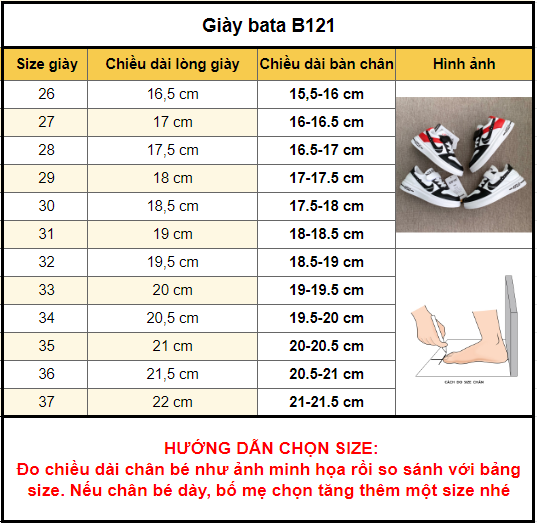 Giày bata B121
Size giày Chiều dài lòng giày Chiều dài bàn chân Hình ảnh
26 16,5 cm 15,5-16 cm
27 17 cm 16-16.5 cm
28 17,5 cm 16.5-17 cm
29 18 cm 17-17.5 cm
30 18,5 cm 17.5-18 cm
31 19 cm 18-18.5 cm
32 19,5 cm 18.5-19 cm
33 20 cm 19-19.5 cm
34 20,5 cm 19.5-20 cm
35 21 cm 20-20.5 cm
36 21,5 cm 20.5-21 cm
37 22 cm 21-21.5 cm
CÁCH ĐO SIZE CHÂN
HƯỚNG DẪN CHỌN SIZE:
Đo chiều dài chân bé như ảnh minh họa rồi so sánh với bảng
size. Nếu chân bé dày, bố mẹ chọn tăng thêm một size nhé